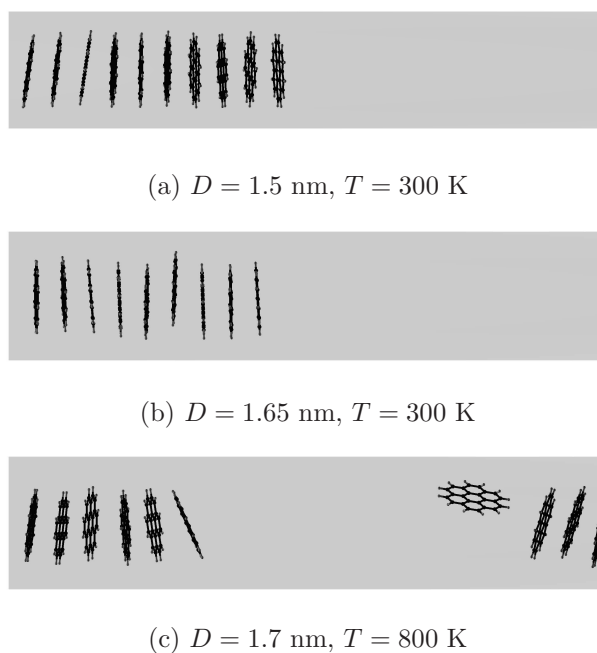 (a) D = 1.5 nm, T = 300 K
(b) D = 1.65 nm, T = 300 K
(c) D = 1.7 nm, T = 800 K